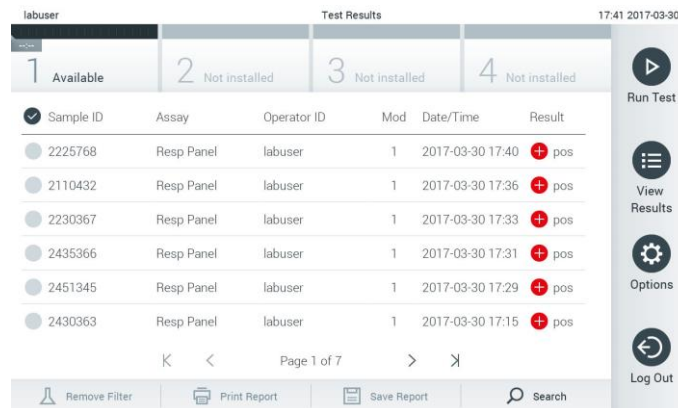 labuser Test Results 17:41 2017-03-30
--:--
1 Available 2 Not installed 3 Not installed 4 Not installed
Run Test
Sample ID Assay Operator ID Mod Date/Time Result
2225768 Resp Panel labuser 1 2017-03-30 17:40 pos
2110432 Resp Panel labuser 1 2017-03-30 17:36 pos
View Results
2230367 Resp Panel labuser 1 2017-03-30 17:33 pos
2435366 Resp Panel labuser 1 2017-03-30 17:31 pos
Options
2451345 Resp Panel labuser 1 2017-03-30 17:29 pos
2430363 Resp Panel labuser 1 2017-03-30 17:15 pos
Page 1 of 7
Log Out
Remove Filter Print Report Save Report Search